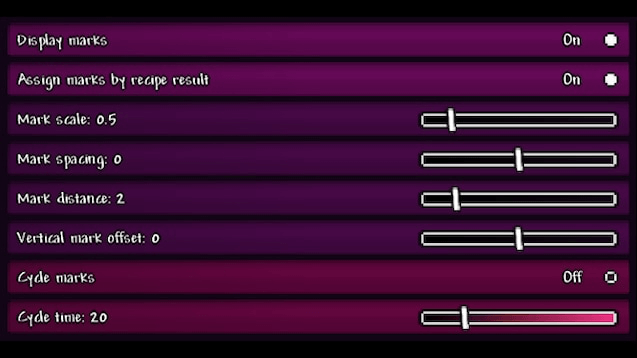 Display marks On
Assign marks by recipe result On
Mark scale: 0.5
Mark spacing: 0
Mark distance: 2
Vertical mark offset: 0
Cycle marks Off
Cycle time: 20